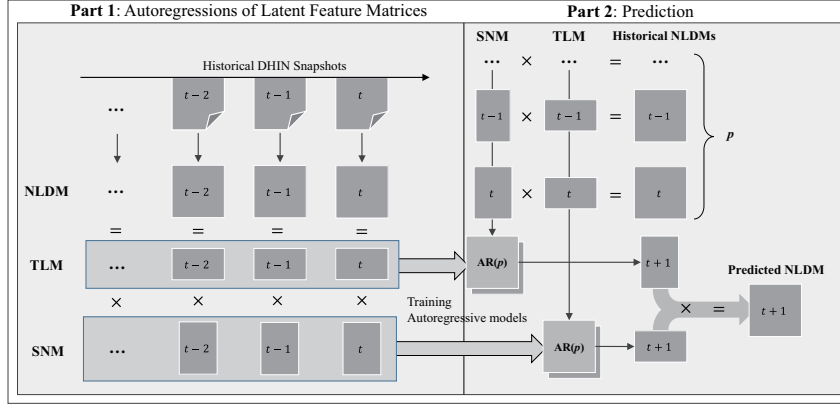 Part 1: Autoregressions of Latent Feature Matrices
Part 2: Prediction
Historical DHIN Snapshots
... t − 2 t − 1 t
NLDM ... t − 2 t − 1 t
= = = =
TLM ... t − 2 t − 1 t
× × × ×
SNM ... t − 2 t − 1 t
Training
Autoregressive models
SNM TLM Historical NLDMs
... × ... = ...
t − 1 × t − 1 = t − 1
p
t × t = t
AR(p) t + 1
Predicted NLDM
× = t + 1
AR(p) t + 1